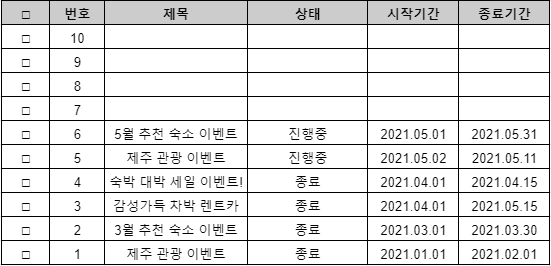 □ 번호 제목 상태 시작기간 종료기간
□ 10
□ 9
□ 8
□ 7
□ 6 5월 추천 숙소 이벤트 진행중 2021.05.01 2021.05.31
□ 5 제주 관광 이벤트 진행중 2021.05.02 2021.05.11
□ 4 숙박 대박 세일 이벤트! 종료 2021.04.01 2021.04.15
□ 3 감성가득 차박 렌트카 종료 2021.04.01 2021.05.15
□ 2 3월 추천 숙소 이벤트 종료 2021.03.01 2021.03.30
□ 1 제주 관광 이벤트 종료 2021.01.01 2021.02.01